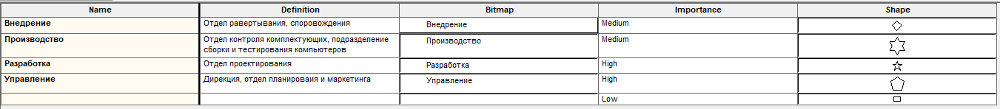 Name Definition Bitmap Importance Shape
Внедрение Отдел равертывания, споровождения Внедрение Medium
Производство Отдел контроля комплектующих, подразделение Производство Medium
сборки и тестирования компьютеров
Разработка Отдел проектирования Разработка High
Управление Дирекция, отдел планироваия и маркетинга Управление High
Low